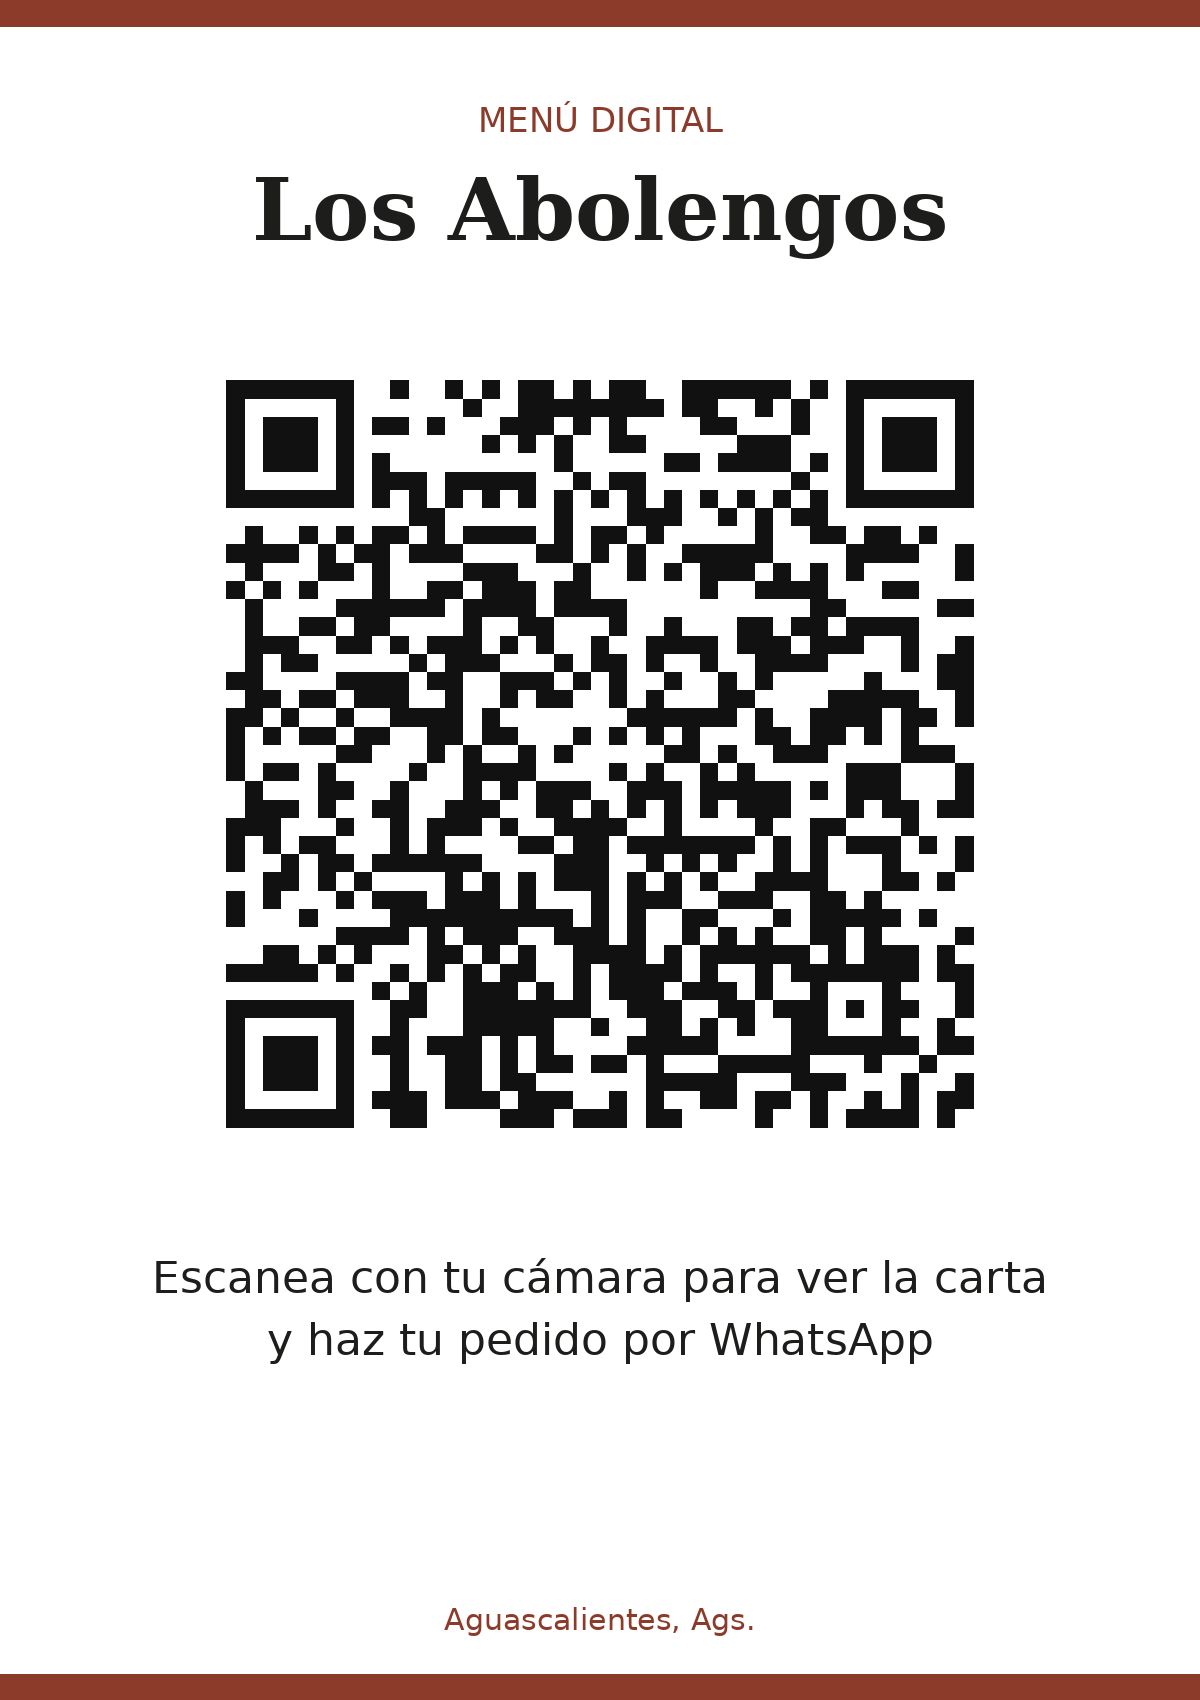 MENÚ DIGITAL
Los Abolengos
Escanea con tu cámara para ver la carta
y haz tu pedido por WhatsApp
Aguascalientes, Ags.